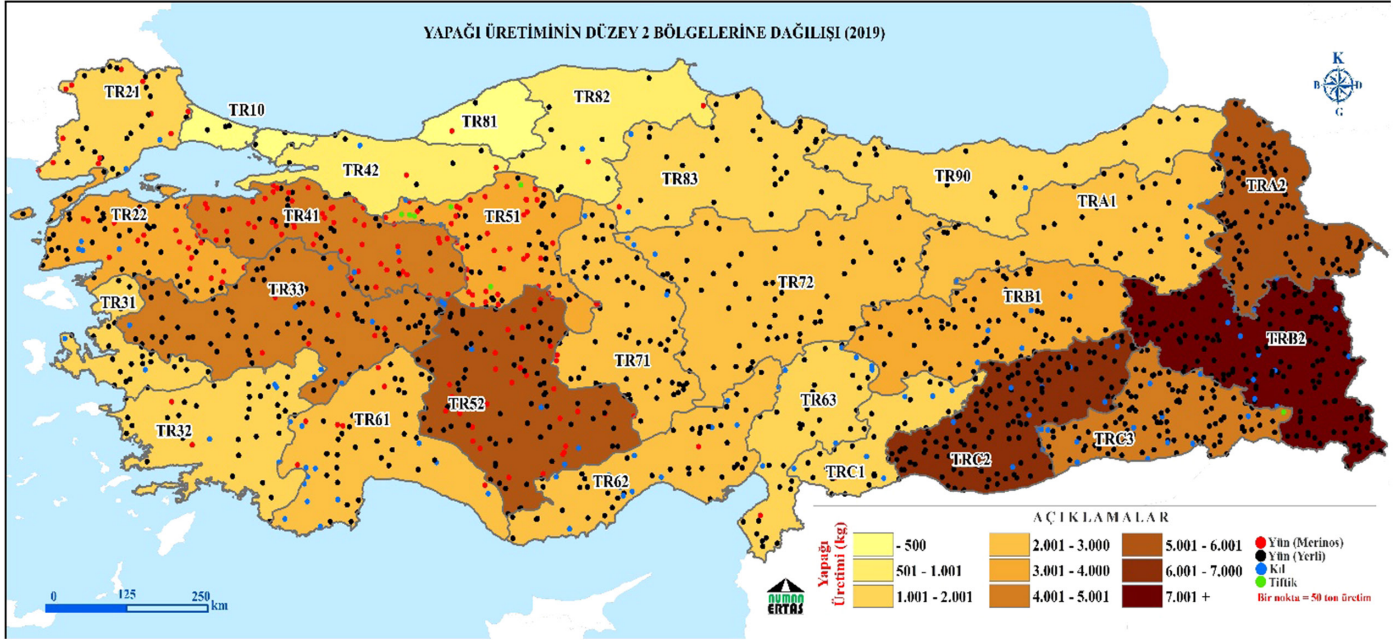 YAPAĞI ÜRETİMİNİN DÜZEY 2 BÖLGELERİNE DAĞILIŞI (2019)
K
B D
G
TR21
TR10
TR81
TR82
TR42
TR83
TR90
TRA2
TR22
TR41
TR51
TRA1
TR31
TR33
TR72
TRB1
TRB2
TR71
TR52
TR63
TR32
TR61
TRC3
TRC2
TRC1
TR62
0 125 250
km
NUMAN
ERTAŞ
AÇIKLAMALAR
Yapağı
Üretimi (kg)
- 500
501 - 1.001
1.001 - 2.001
2.001 - 3.000
3.001 - 4.000
4.001 - 5.001
5.001 - 6.001
6.001 - 7,000
7.001 +
Yün (Merinos)
Yün (Yerli)
Kıl
Tiftik
Bir nokta = 50 ton üretim